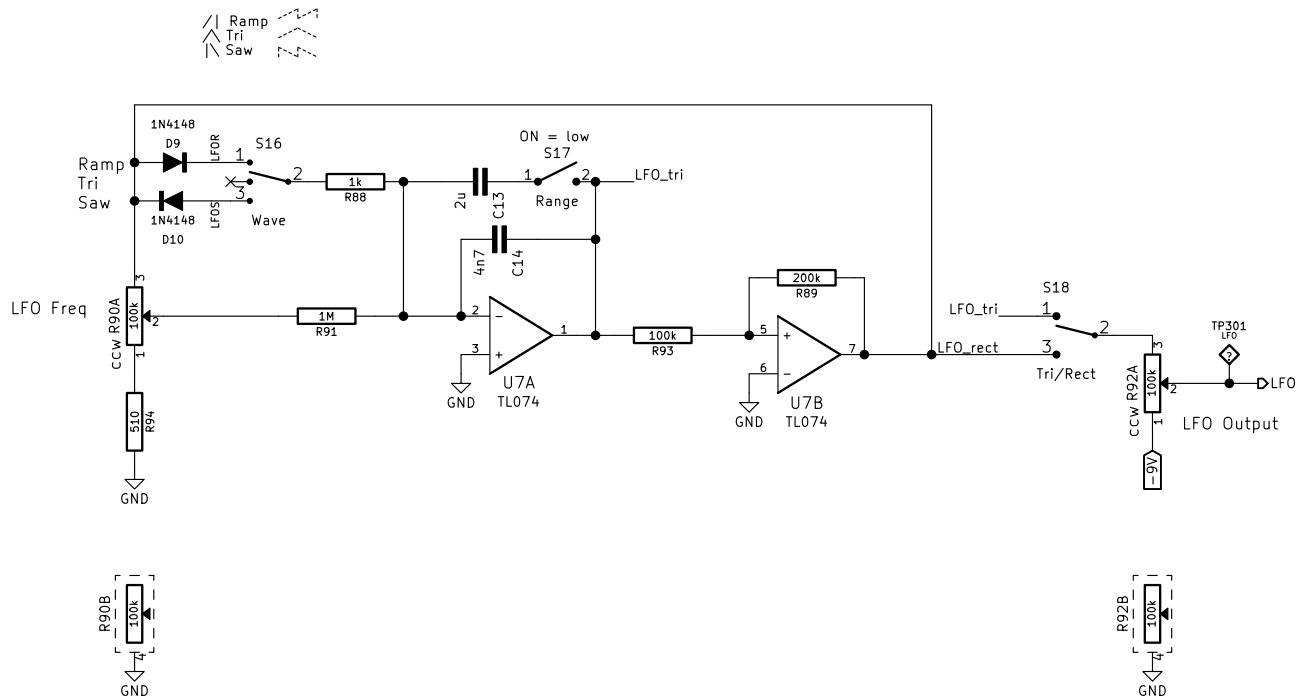 Ramp
Tri
Saw
1N4148
D9
LFOR
S16
1
2
3
Wave
Ramp
Tri
Saw
1N4148
D10
LFOS
1k
R88
ON = low
S17
1
2
Range
LFO_tri
2u
C13
4n7
C14
LFO Freq
3
100k
R90A
CCW
2
1
1M
R91
2
3
1
GND
U7A
TL074
510
R94
GND
100k
R93
200k
R89
5
6
7
GND
U7B
TL074
LFO_rect
S18
LFO_tri
1
2
3
Tri/Rect
TP301
LFO
?
3
100k
R92A
CCW
2
1
LFO
LFO Output
-9V
R90B
100k
4
GND
R92B
100k
4
GND